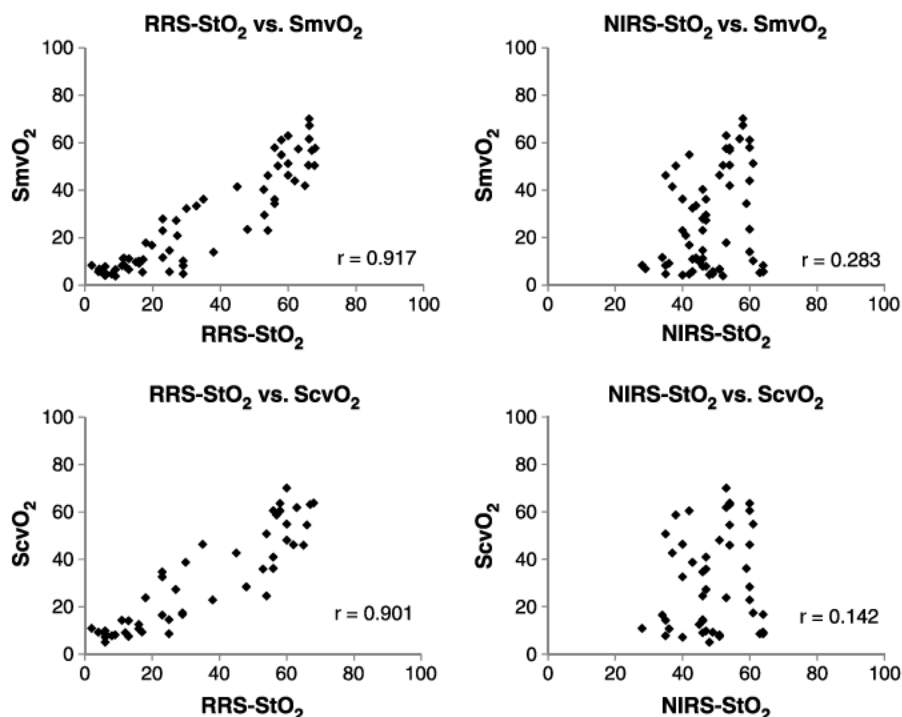 RRS-StO2 vs. SmvO2
100
80
60
40
20
0
SmvO2
r = 0.917
0 20 40 60 80 100
RRS-StO2
NIRS-StO2 vs. SmvO2
100
80
60
40
20
0
SmvO2
r = 0.283
0 20 40 60 80 100
NIRS-StO2
RRS-StO2 vs. ScvO2
100
80
60
40
20
0
ScvO2
r = 0.901
0 20 40 60 80 100
RRS-StO2
NIRS-StO2 vs. ScvO2
100
80
60
40
20
0
ScvO2
r = 0.142
0 20 40 60 80 100
NIRS-StO2